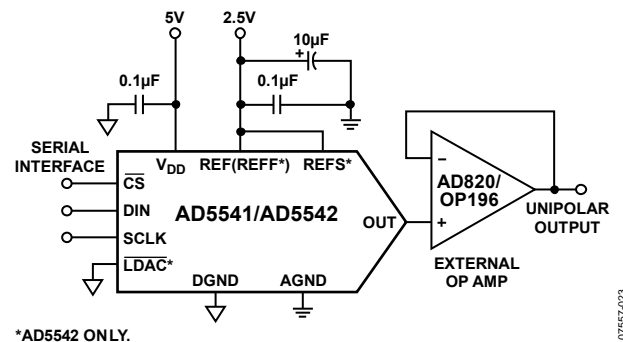 5V
2.5V
10µF
+
0.1µF
0.1µF
SERIAL
INTERFACE
VDD
REF(REFF*)
REFS*
CS
DIN
SCLK
LDAC*
AD5541/AD5542
OUT
DGND
AGND
−
+
AD820/
OP196
UNIPOLAR
OUTPUT
EXTERNAL
OP AMP
*AD5542 ONLY.
07557-023